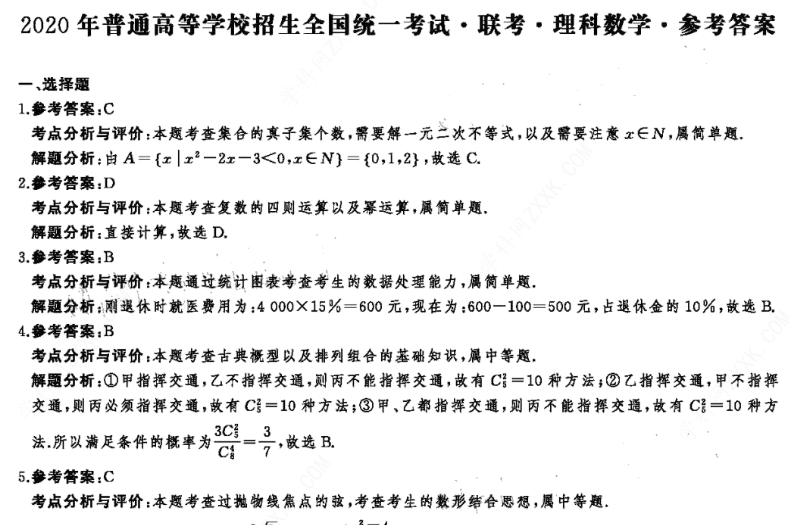 2020年普通高等学校招生全国统一考试·联考·理科数学·参考答案
一、选择题
1.参考答案:C
考点分析与评价:本题考查集合的真子集个数,需要解一元二次不等式,以及需要注意 x∈N,属简单题.
解题分析:由 A={x|x²-2x-3<0,x∈N}={0,1,2},故选 C.
2.参考答案:D
考点分析与评价:本题考查复数的四则运算以及幂运算,属简单题.
解题分析:直接计算,故选 D.
3.参考答案:B
考点分析与评价:本题通过统计图表考查考生的数据处理能力,属简单题.
解题分析:刚退休时就医费用为:4 000×15%=600 元,现在为:600-100=500 元,占退休金的 10%,故选 B.
4.参考答案:B
考点分析与评价:本题考查古典概型以及排列组合的基础知识,属中等题.
解题分析:①甲指挥交通,乙不指挥交通,则丙不能指挥交通,故有 C²₅=10 种方法;②乙指挥交通,甲不指挥
交通,则丙必须指挥交通,故有 C²₅=10 种方法;③甲、乙都指挥交通,则丙不能指挥交通,故有 C²₅=10 种方
法.所以满足条件的概率为 3C²₅/C⁴₈=3/7,故选 B.
5.参考答案:C
考点分析与评价:本题考查过抛物线焦点的弦,考查考生的数形结合思想,属中等题.